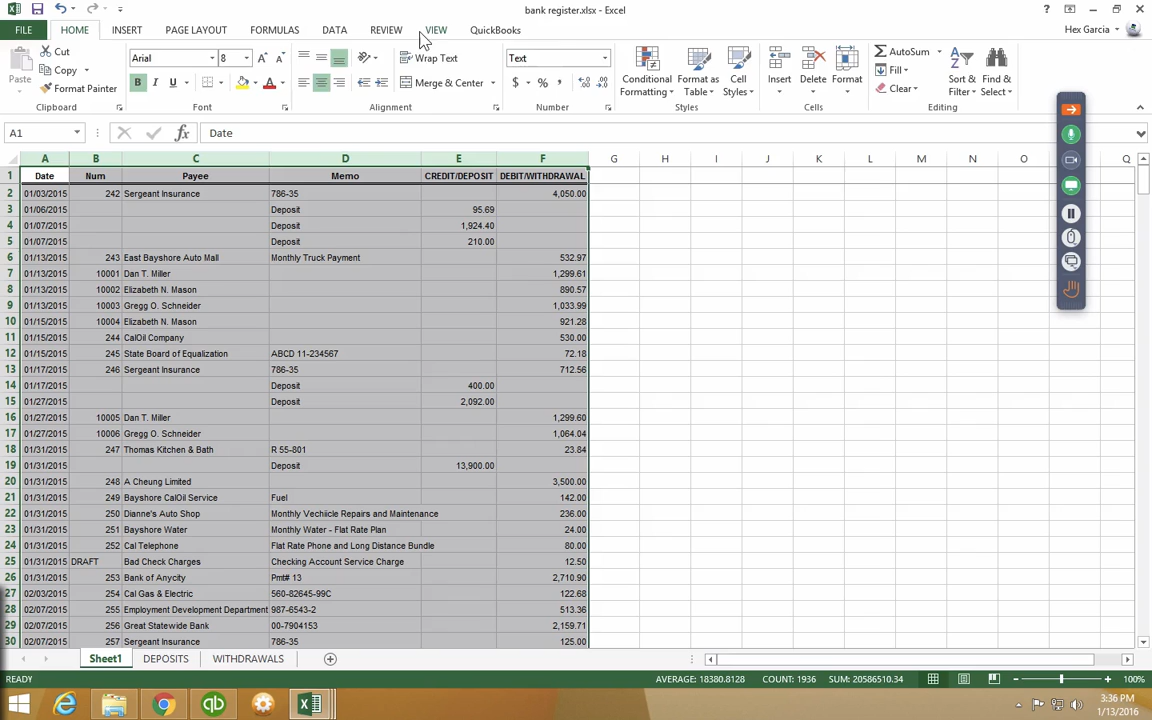 bank register.xlsx - Excel
FILE HOME INSERT PAGE LAYOUT FORMULAS DATA REVIEW VIEW QuickBooks Hex Garcia
Cut
Copy
Format Painter
Paste
Clipboard
Arial 8
B I U
Font
Wrap Text
Merge & Center
Alignment
Text
$ % ,
Number
Conditional Formatting
Format as Table
Cell Styles
Styles
Insert Delete Format
Cells
AutoSum
Fill
Clear
Sort & Filter
Find & Select
Editing
A1 fx Date
A B C D E F G H I J K L M N O Q
1 Date Num Payee Memo CREDIT/DEPOSIT DEBIT/WITHDRAWAL
2 01/03/2015 242 Sergeant Insurance 786-35 4,050.00
3 01/06/2015 Deposit 95.69
4 01/07/2015 Deposit 1,924.40
5 01/07/2015 Deposit 210.00
6 01/13/2015 243 East Bayshore Auto Mall Monthly Truck Payment 532.97
7 01/13/2015 10001 Dan T. Miller 1,299.61
8 01/13/2015 10002 Elizabeth N. Mason 890.57
9 01/13/2015 10003 Gregg O. Schneider 1,033.99
10 01/15/2015 10004 Elizabeth N. Mason 921.28
11 01/15/2015 244 CalOil Company 530.00
12 01/15/2015 245 State Board of Equalization ABCD 11-234567 72.18
13 01/17/2015 246 Sergeant Insurance 786-35 712.56
14 01/17/2015 Deposit 400.00
15 01/27/2015 Deposit 2,092.00
16 01/27/2015 10005 Dan T. Miller 1,299.60
17 01/27/2015 10006 Gregg O. Schneider 1,064.04
18 01/31/2015 247 Thomas Kitchen & Bath R 55-801 23.84
19 01/31/2015 Deposit 13,900.00
20 01/31/2015 248 A Cheung Limited 3,500.00
21 01/31/2015 249 Bayshore CalOil Service Fuel 142.00
22 01/31/2015 250 Dianne's Auto Shop Monthly Vechiicle Repairs and Maintenance 236.00
23 01/31/2015 251 Bayshore Water Monthly Water - Flat Rate Plan 24.00
24 01/31/2015 252 Cal Telephone Flat Rate Phone and Long Distance Bundle 80.00
25 01/31/2015 DRAFT Bad Check Charges Checking Account Service Charge 12.50
26 01/31/2015 253 Bank of Anycity Pmt# 13 2,710.90
27 02/03/2015 254 Cal Gas & Electric 560-82645-99C 122.68
28 02/07/2015 255 Employment Development Department 987-6543-2 513.36
29 02/07/2015 256 Great Statewide Bank 00-7904153 2,159.71
30 02/07/2015 257 Sergeant Insurance 786-35 125.00
Sheet1 DEPOSITS WITHDRAWALS
READY AVERAGE: 18380.8128 COUNT: 1936 SUM: 20586510.34 100%
3:36 PM
1/13/2016